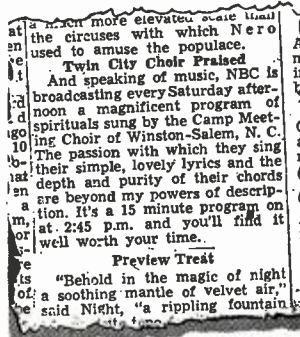 a much more elevated scale than
the circuses with which Nero
used to amuse the populace.
Twin City Choir Praised
And speaking of music, NBC is
broadcasting every Saturday after-
noon a magnificent program of
spirituals sung by the Camp Meet-
ing Choir of Winston-Salem, N. C.
The passion with which they sing
their simple, lovely lyrics and the
depth and purity of their chords
are beyond my powers of descrip-
tion. It's a 15 minute program on
at 2:45 p.m. and you'll find it
well worth your time.
Preview Treat
"Behold in the magic of night
a soothing mantle of velvet air,"
said Night, "a rippling fountain